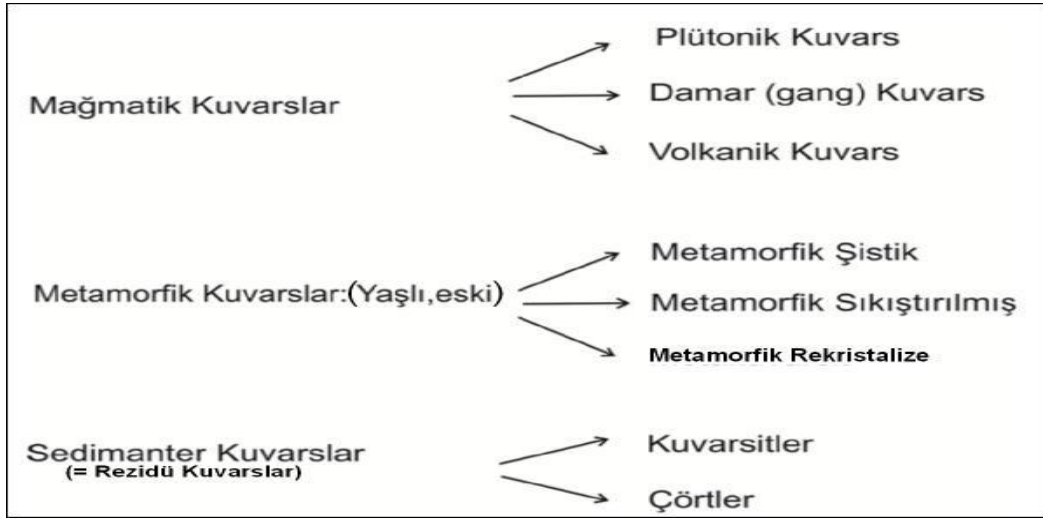 Mağmatik Kuvarslar
Plütonik Kuvars
Damar (gang) Kuvars
Volkanik Kuvars
Metamorfik Kuvarslar:(Yaşlı,eski)
Metamorfik Şistik
Metamorfik Sıkıştırılmış
Metamorfik Rekristalize
Sedimanter Kuvarslar
(= Rezidü Kuvarslar)
Kuvarsitler
Çörtler